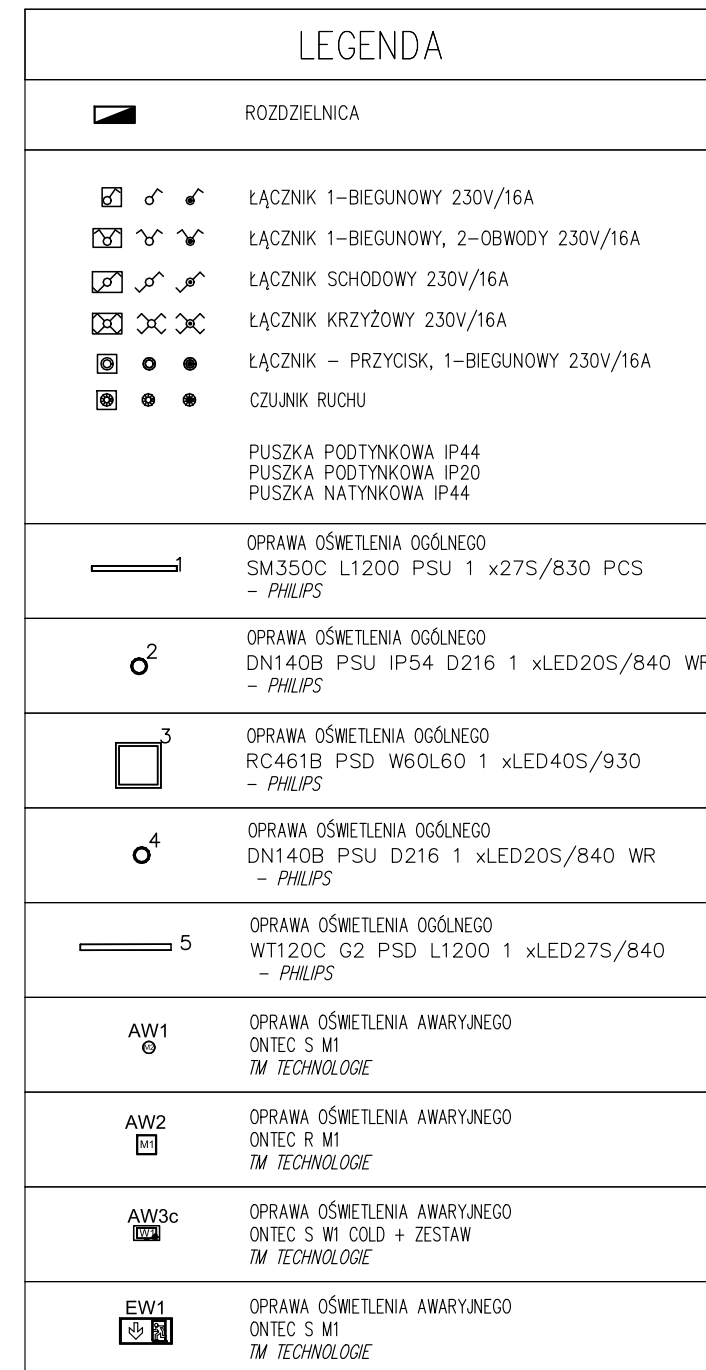 LEGENDA
ROZDZIELNICA
ŁĄCZNIK 1-BIEGUNOWY 230V/16A
ŁĄCZNIK 1-BIEGUNOWY, 2-OBWODY 230V/16A
ŁĄCZNIK SCHODOWY 230V/16A
ŁĄCZNIK KRZYŻOWY 230V/16A
ŁĄCZNIK - PRZYCISK, 1-BIEGUNOWY 230V/16A
CZUJNIK RUCHU
PUSZKA PODTYNKOWA IP44
PUSZKA PODTYNKOWA IP20
PUSZKA NATYNKOWA IP44
1
OPRAWA OŚWETLENIA OGÓLNEGO
SM350C L1200 PSU 1 x27S/830 PCS
- PHILIPS
2
OPRAWA OŚWETLENIA OGÓLNEGO
DN140B PSU IP54 D216 1 xLED20S/840 WR
- PHILIPS
3
OPRAWA OŚWIETLENIA OGÓLNEGO
RC461B PSD W60L60 1 xLED40S/930
- PHILIPS
4
OPRAWA OŚWIETLENIA OGÓLNEGO
DN140B PSU D216 1 xLED20S/840 WR
- PHILIPS
5
OPRAWA OŚWIETLENIA OGÓLNEGO
WT120C G2 PSD L1200 1 xLED27S/840
- PHILIPS
AW1
M2
OPRAWA OŚWIETLENIA AWARYJNEGO
ONTEC S M1
TM TECHNOLOGIE
AW2
M1
OPRAWA OŚWIETLENIA AWARYJNEGO
ONTEC R M1
TM TECHNOLOGIE
AW3c
W1
OPRAWA OŚWIETLENIA AWARYJNEGO
ONTEC S W1 COLD + ZESTAW
TM TECHNOLOGIE
EW1
OPRAWA OŚWIETLENIA AWARYJNEGO
ONTEC S M1
TM TECHNOLOGIE